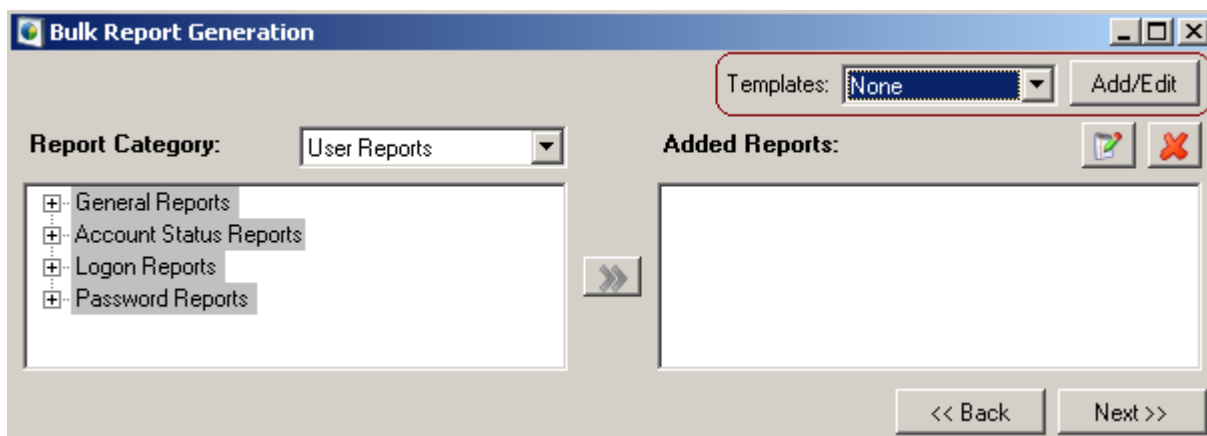 Bulk Report Generation
Templates: None Add/Edit
Report Category: User Reports
Added Reports:
General Reports
Account Status Reports
Logon Reports
Password Reports
<< Back Next >>